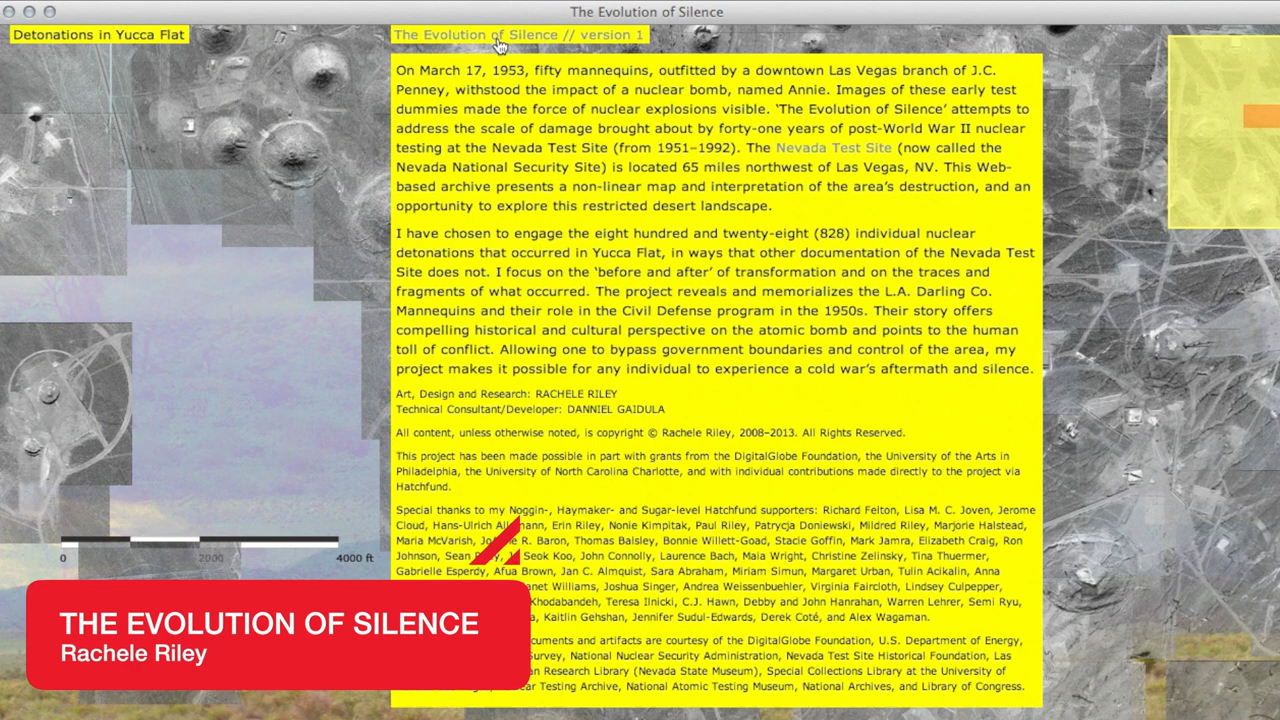 The Evolution of Silence
Detonations in Yucca Flat
The Evolution of Silence // version 1
On March 17, 1953, fifty mannequins, outfitted by a downtown Las Vegas branch of J.C.
Penney, withstood the impact of a nuclear bomb, named Annie. Images of these early test
dummies made the force of nuclear explosions visible. ‘The Evolution of Silence’ attempts to
address the scale of damage brought about by forty-one years of post-World War II nuclear
testing at the Nevada Test Site (from 1951–1992). The Nevada Test Site (now called the
Nevada National Security Site) is located 65 miles northwest of Las Vegas, NV. This Web-
based archive presents a non-linear map and interpretation of the area’s destruction, and an
opportunity to explore this restricted desert landscape.
I have chosen to engage the eight hundred and twenty-eight (828) individual nuclear
detonations that occurred in Yucca Flat, in ways that other documentation of the Nevada Test
Site does not. I focus on the ‘before and after’ of transformation and on the traces and
fragments of what occurred. The project reveals and memorializes the L.A. Darling Co.
Mannequins and their role in the Civil Defense program in the 1950s. Their story offers
compelling historical and cultural perspective on the atomic bomb and points to the human
toll of conflict. Allowing one to bypass government boundaries and control of the area, my
project makes it possible for any individual to experience a cold war’s aftermath and silence.
Art, Design and Research: RACHELE RILEY
Technical Consultant/Developer: DANNIEL GAIDULA
All content, unless otherwise noted, is copyright © Rachele Riley, 2008–2013. All Rights Reserved.
This project has been made possible in part with grants from the DigitalGlobe Foundation, the University of the Arts in
Philadelphia, the University of North Carolina Charlotte, and with individual contributions made directly to the project via
Hatchfund.
Special thanks to my Noggin-, Haymaker- and Sugar-level Hatchfund supporters: Richard Felton, Lisa M. C. Joven, Jerome
Cloud, Hans-Ulrich Erin Riley, Nonie Kimpitak, Paul Riley, Patrycja Doniewski, Mildred Riley, Marjorie Halstead,
Maria McVarish, R. Baron, Thomas Balsley, Bonnie Willett-Goad, Stacie Goffin, Mark Jamra, Elizabeth Craig, Ron
Johnson, Sean Seok Koo, John Connolly, Laurence Bach, Maia Wright, Christine Zelinsky, Tina Thuermer,
Gabrielle Esperdy, Afua Brown, Jan C. Almquist, Sara Abraham, Miriam Simun, Margaret Urban, Tulin Acikalin, Anna
Williams, Joshua Singer, Andrea Weissenbuehler, Virginia Faircloth, Lindsey Culpepper,
Khodabandeh, Teresa Ilnicki, C.J. Hawn, Debby and John Hanrahan, Warren Lehrer, Semi Ryu,
Kaitlin Gehshan, Jennifer Sudul-Edwards, Derek Coté, and Alex Wagaman.
and artifacts are courtesy of the DigitalGlobe Foundation, U.S. Department of Energy,
National Nuclear Security Administration, Nevada Test Site Historical Foundation, Las
Research Library (Nevada State Museum), Special Collections Library at the University of
Testing Archive, National Atomic Testing Museum, National Archives, and Library of Congress.
0 2000 4000 ft
THE EVOLUTION OF SILENCE
Rachele Riley